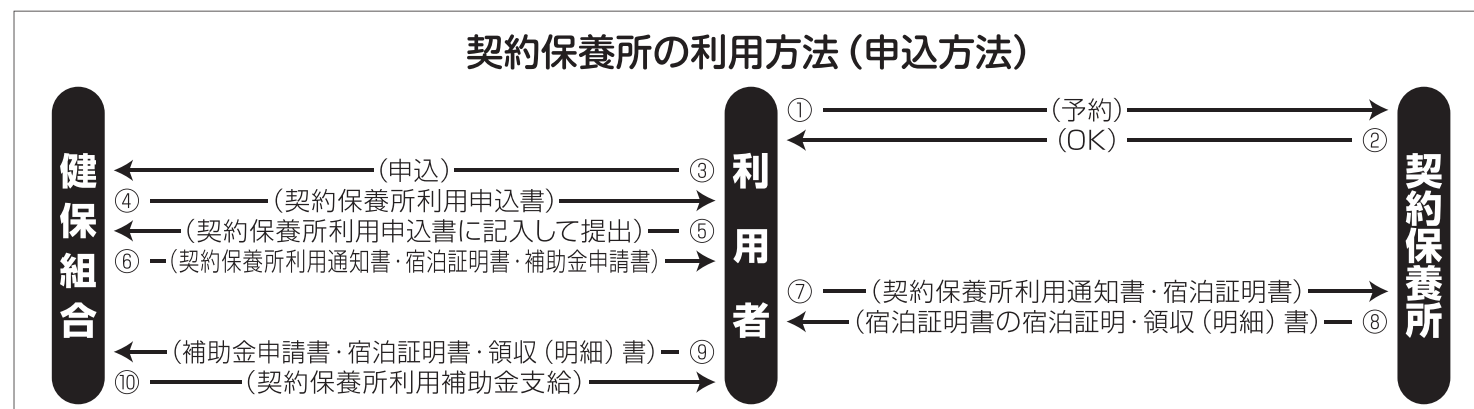 契約保養所の利用方法（申込方法）
健保組合
利用者
契約保養所
① （予約）
（OK） ②
（申込） ③
④ （契約保養所利用申込書）
（契約保養所利用申込書に記入して提出） ⑤
⑥ （契約保養所利用通知書・宿泊証明書・補助金申請書）
⑦ （契約保養所利用通知書・宿泊証明書）
（宿泊証明書の宿泊証明・領収（明細）書） ⑧
（補助金申請書・宿泊証明書・領収（明細）書） ⑨
⑩ （契約保養所利用補助金支給）